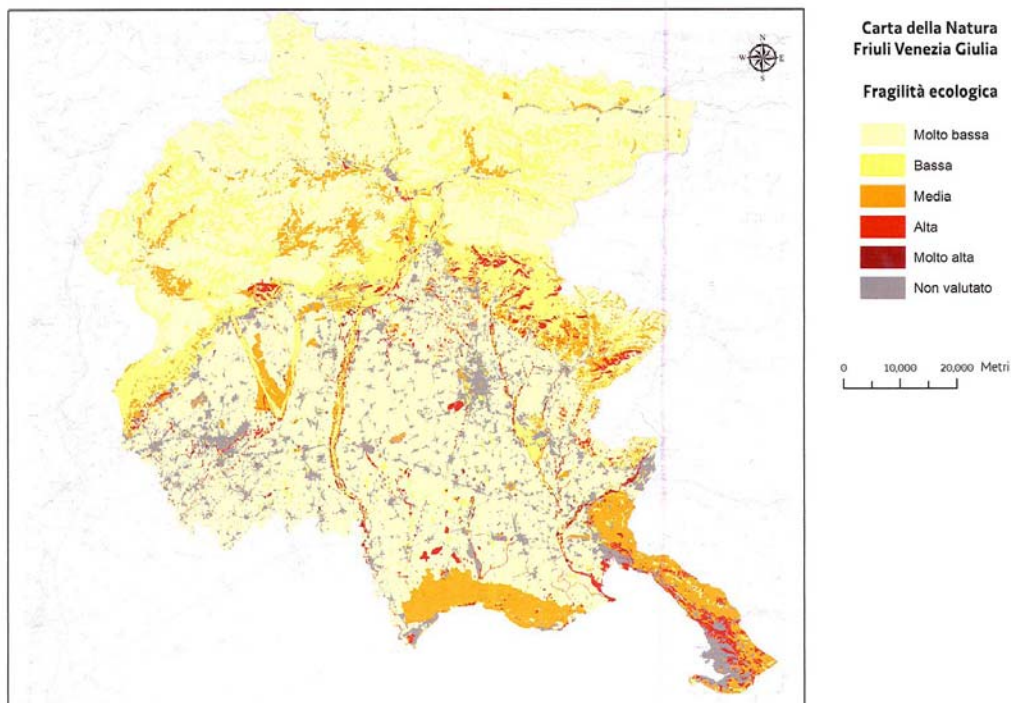 Carta della Natura
Friuli Venezia Giulia
Fragilità ecologica
Molto bassa
Bassa
Media
Alta
Molto alta
Non valutato
N
W E
S
0 10,000 20,000 Metri